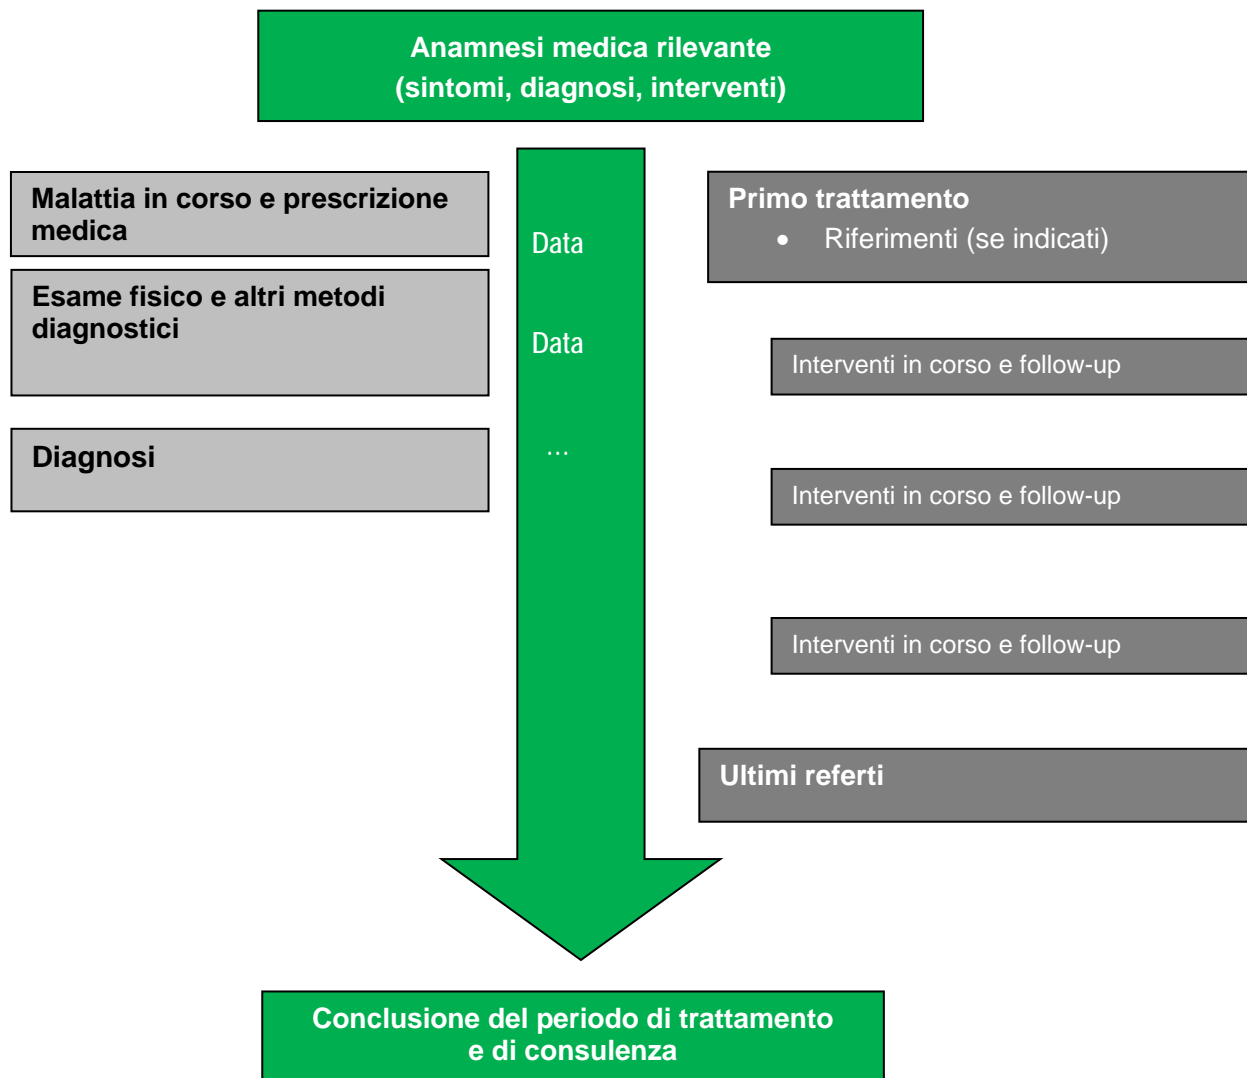 Anamnesi medica rilevante
(sintomi, diagnosi, interventi)
Malattia in corso e prescrizione
medica
Esame fisico e altri metodi
diagnostici
Diagnosi
Data
Data
...
Primo trattamento
• Riferimenti (se indicati)
Interventi in corso e follow-up
Interventi in corso e follow-up
Interventi in corso e follow-up
Ultimi referti
Conclusione del periodo di trattamento
e di consulenza